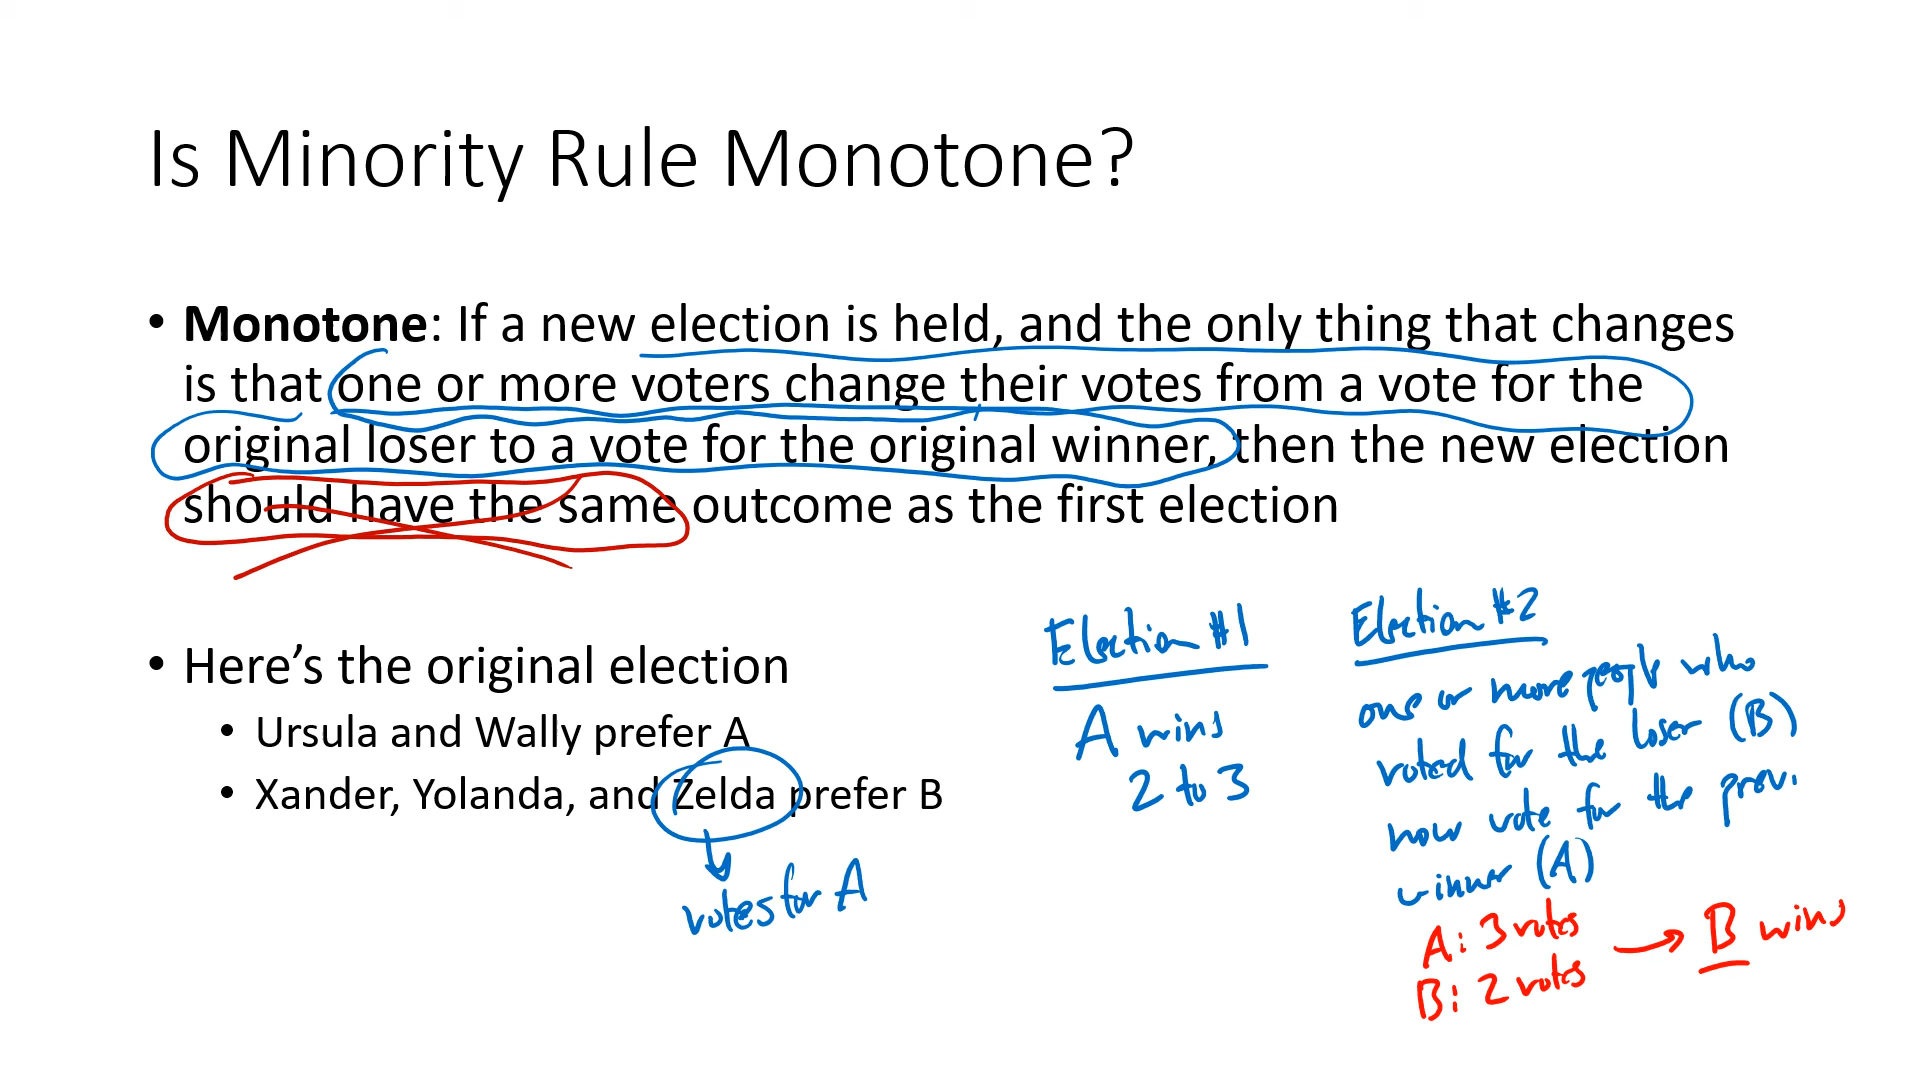 Is Minority Rule Monotone?
• Monotone: If a new election is held, and the only thing that changes
is that one or more voters change their votes from a vote for the
original loser to a vote for the original winner, then the new election
should have the same outcome as the first election
• Here’s the original election
• Ursula and Wally prefer A
• Xander, Yolanda, and Zelda prefer B
votes for A
Election #1
A wins
2 to 3
Election #2
one or more people who
voted for the loser (B)
now vote for the prev.
winner (A)
A: 3 votes
B: 2 votes
→ B wins